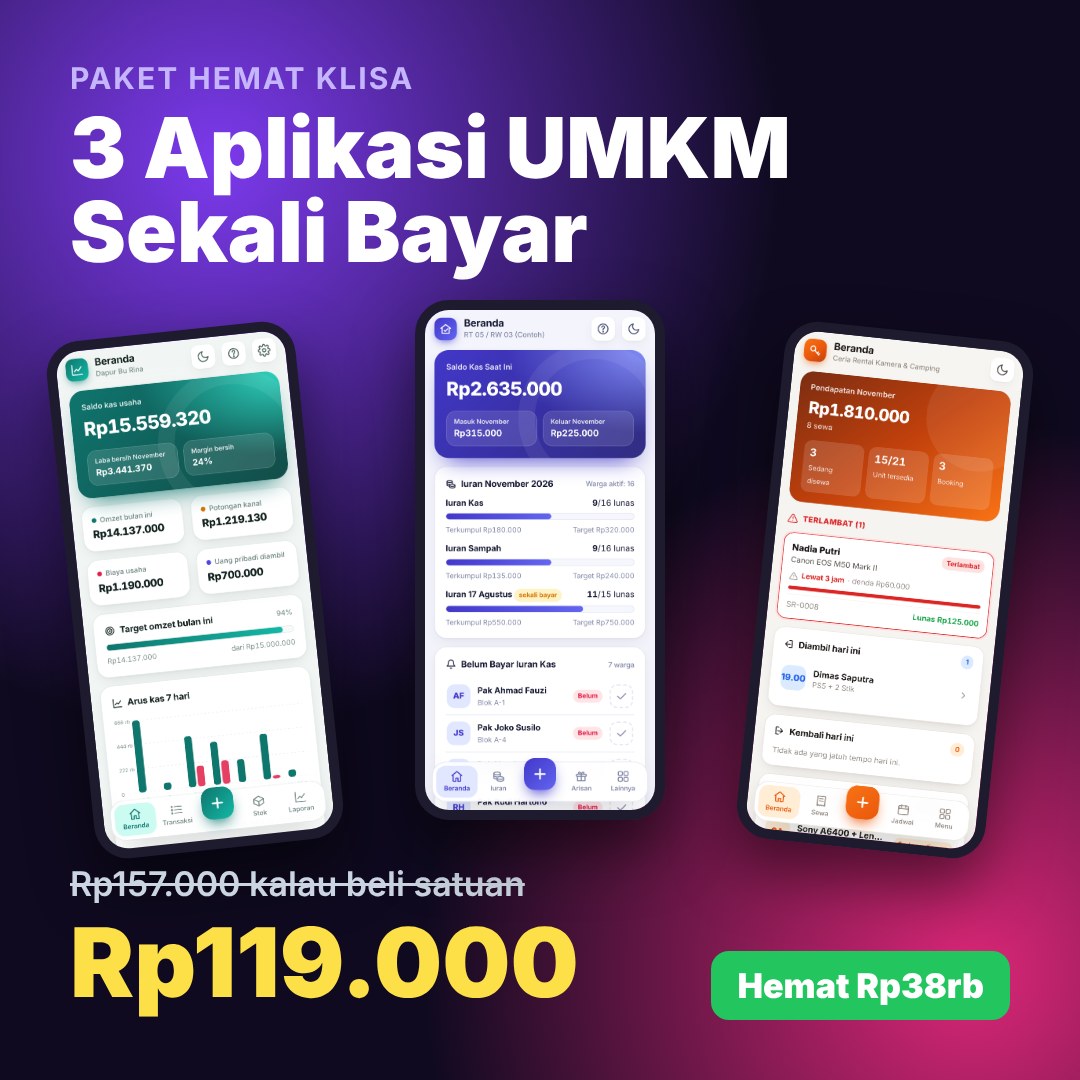 PAKET HEMAT KLISA
3 Aplikasi UMKM
Sekali Bayar
Beranda
Dapur Bu Rina
Saldo kas usaha
Rp15.559.320
Laba bersih November
Rp3.441.370
Margin bersih
24%
Omzet bulan ini
Rp14.137.000
Potongan kanal
Rp1.219.130
Biaya usaha
Rp1.190.000
Uang pribadi diambil
Rp700.000
Target omzet bulan ini
94%
Rp14.137.000
dari Rp15.000.000
Arus kas 7 hari
0
Beranda
Transaksi
Stok
Laporan
Beranda
RT 05 / RW 03 (Contoh)
Saldo Kas Saat Ini
Rp2.635.000
Masuk November
Rp315.000
Keluar November
Rp225.000
Iuran November 2026
Warga aktif: 16
Iuran Kas
9/16 lunas
Terkumpul Rp180.000
Target Rp320.000
Iuran Sampah
9/16 lunas
Terkumpul Rp135.000
Target Rp240.000
Iuran 17 Agustus sekali bayar
11/15 lunas
Terkumpul Rp550.000
Target Rp750.000
Belum Bayar Iuran Kas
7 warga
AF
Pak Ahmad Fauzi
Blok A-1
Belum
JS
Pak Joko Susilo
Blok A-4
Belum
RH
Beranda
Iuran
Arisan
Lainnya
Beranda
Ceria Rental Kamera & Camping
Pendapatan November
Rp1.810.000
8 sewa
3
Sedang
disewa
15/21
Unit tersedia
3
Booking
TERLAMBAT (1)
Nadia Putri
Canon EOS M50 Mark II
Terlambat
Lewat 3 jam · denda Rp60.000
SR-0008
Lunas Rp125.000
Diambil hari ini
1
19.00
Dimas Saputra
PS5 + 2 Stik
Kembali hari ini
0
Tidak ada yang jatuh tempo hari ini.
Sony A6400 + Len...
Beranda
Sewa
Jadwal
Menu
Rp157.000 kalau beli satuan
Rp119.000
Hemat Rp38rb